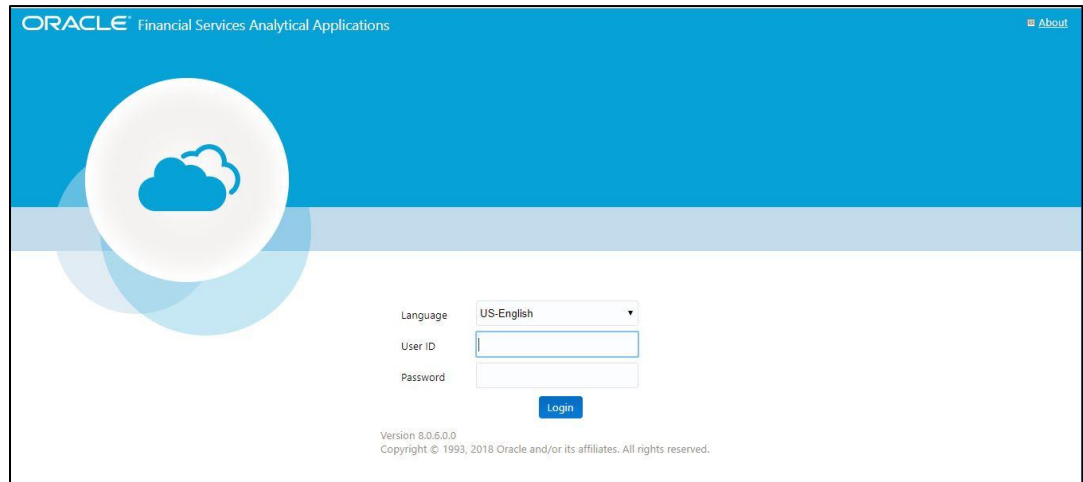 ORACLE® Financial Services Analytical Applications
About
Language US-English
User ID
Password
Login
Version 8.0.6.0.0
Copyright © 1993, 2018 Oracle and/or its affiliates. All rights reserved.